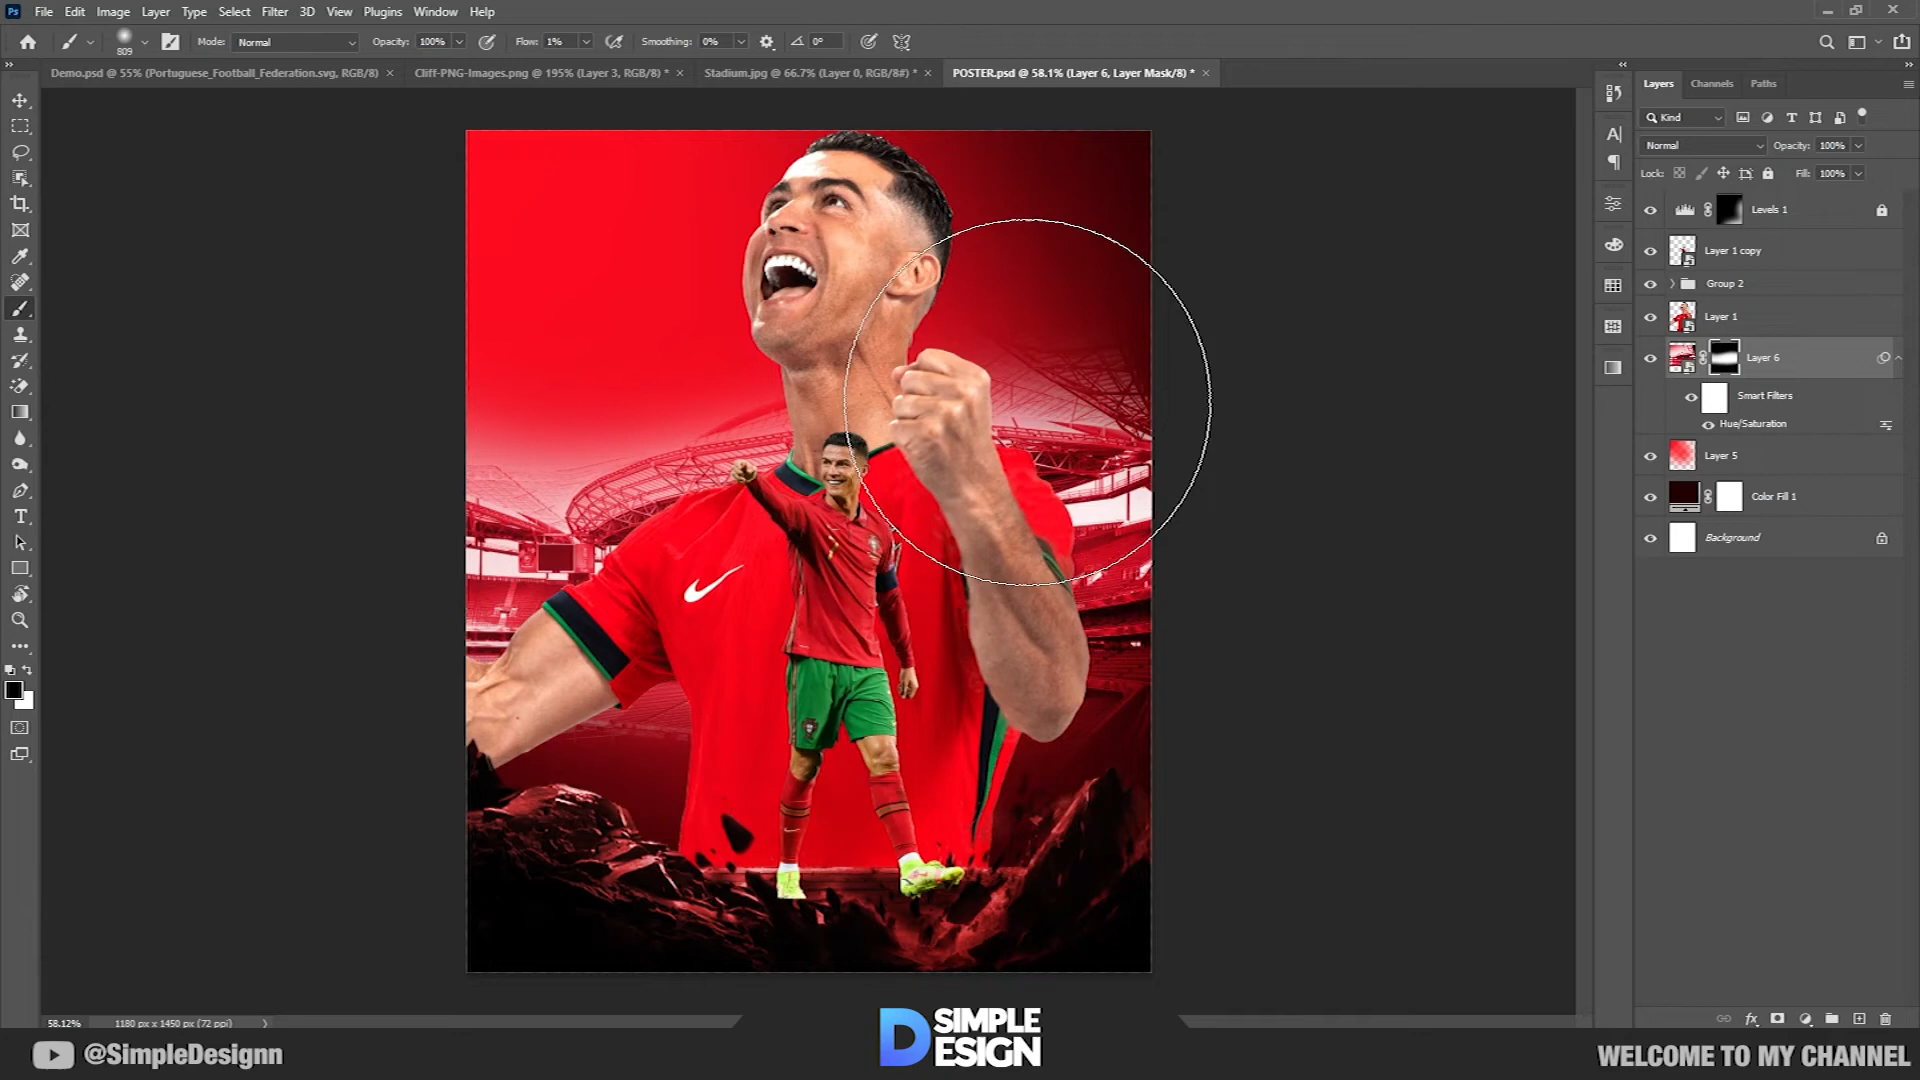 Ps File Edit Image Layer Type Select Filter 3D View Plugins Window Help
809 Mode: Normal Opacity: 100% Flow: 1% Smoothing: 0% 0°
Demo.psd @ 55% (Portuguese_Football_Federation.svg, RGB/8) × Cliff-PNG-Images.png @ 195% (Layer 3, RGB/8) * × Stadium.jpg @ 66.7% (Layer 0, RGB/8#) * × POSTER.psd @ 58.1% (Layer 6, Layer Mask/8) * ×
Layers Channels Paths
Kind
Normal Opacity: 100%
Lock: Fill: 100%
Levels 1
Layer 1 copy
Group 2
Layer 1
Layer 6
Smart Filters
Hue/Saturation
Layer 5
Color Fill 1
Background
7
58.12% 1180 px x 1450 px (72 ppi)
@SimpleDesignn
D SIMPLE
ESIGN
WELCOME TO MY CHANNEL